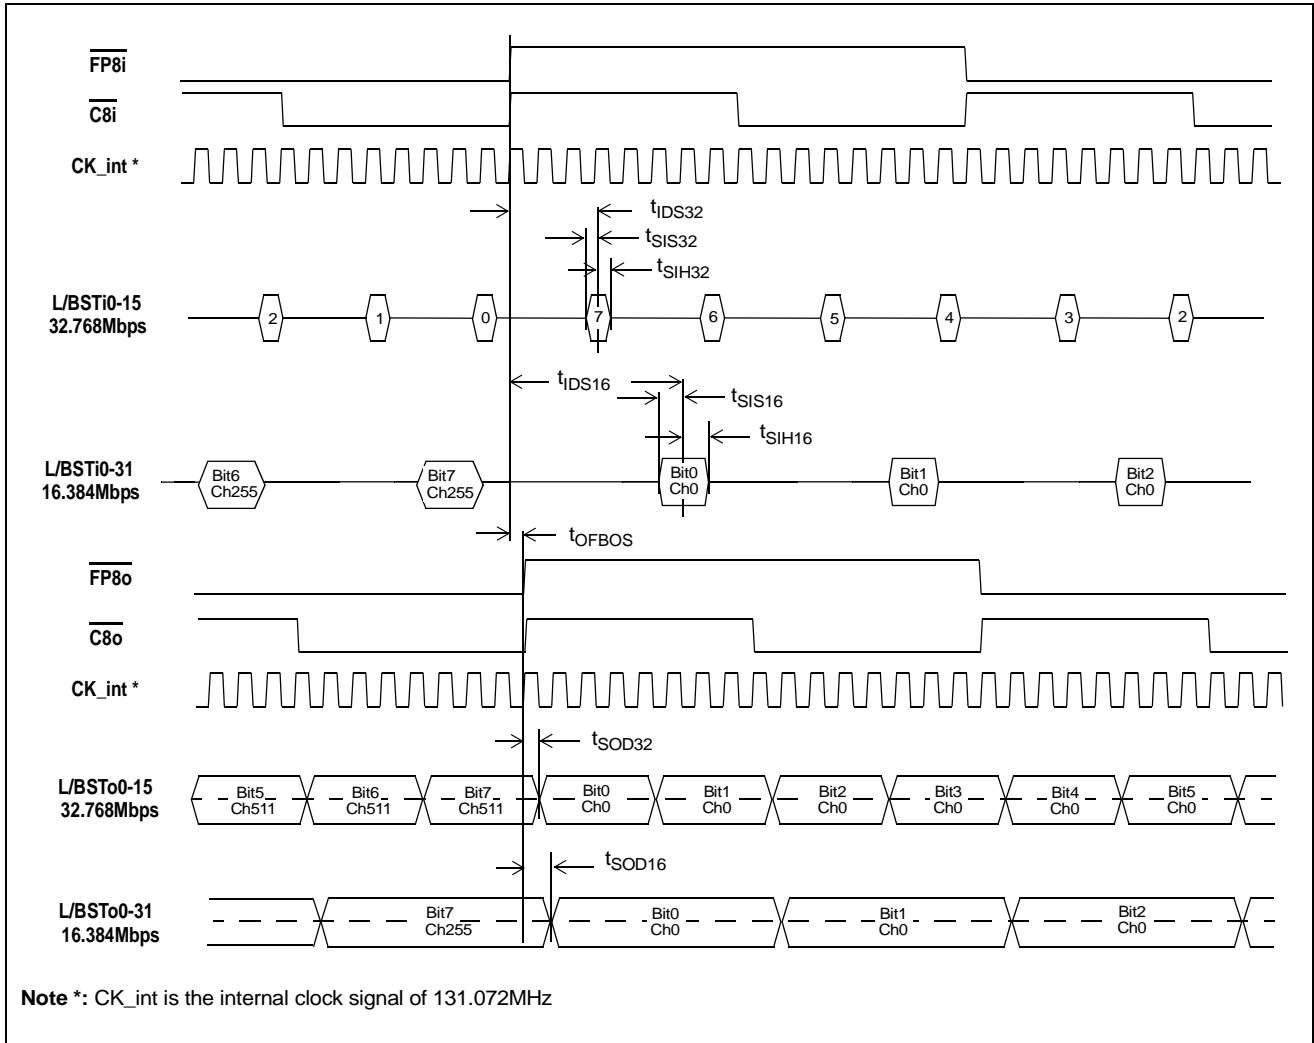 FP8i
C8i
CK_int *
tIDS32
tSIS32
tSIH32
L/BSTi0-15
32.768Mbps
2 1 0 7 6 5 4 3 2
tIDS16
tSIS16
tSIH16
L/BSTi0-31
16.384Mbps
Bit6 Bit7 Bit0 Bit1 Bit2
Ch255 Ch255 Ch0 Ch0 Ch0
tOFBOS
FP8o
C8o
CK_int *
tSOD32
L/BSTo0-15
32.768Mbps
Bit5 Bit6 Bit7 Bit0 Bit1 Bit2 Bit3 Bit4 Bit5
Ch511 Ch511 Ch511 Ch0 Ch0 Ch0 Ch0 Ch0 Ch0
tSOD16
L/BSTo0-31
16.384Mbps
Bit7 Bit0 Bit1 Bit2
Ch255 Ch0 Ch0 Ch0
Note *: CK_int is the internal clock signal of 131.072MHz